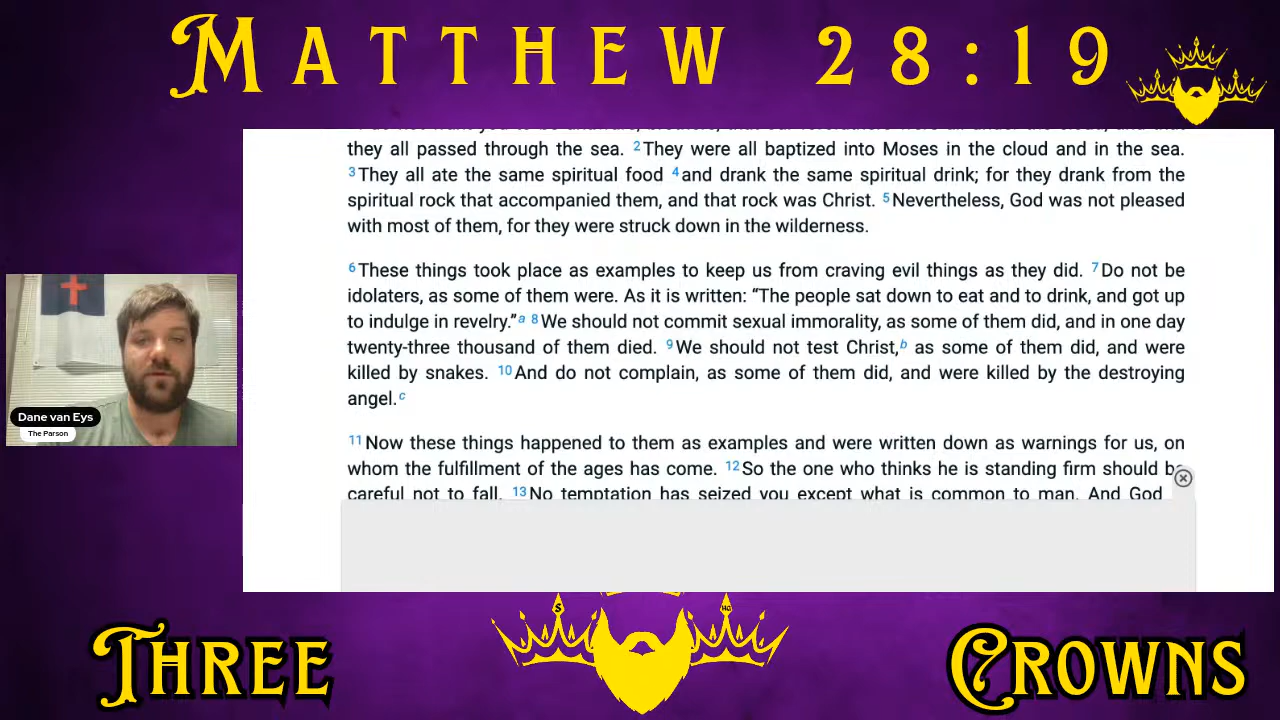 MATTHEW 28:19
they all passed through the sea. 2 They were all baptized into Moses in the cloud and in the sea.
3 They all ate the same spiritual food 4 and drank the same spiritual drink; for they drank from the
spiritual rock that accompanied them, and that rock was Christ. 5 Nevertheless, God was not pleased
with most of them, for they were struck down in the wilderness.
6 These things took place as examples to keep us from craving evil things as they did. 7 Do not be
idolaters, as some of them were. As it is written: “The people sat down to eat and to drink, and got up
to indulge in revelry.”a 8 We should not commit sexual immorality, as some of them did, and in one day
twenty-three thousand of them died. 9 We should not test Christ,b as some of them did, and were
killed by snakes. 10 And do not complain, as some of them did, and were killed by the destroying
angel.c
11 Now these things happened to them as examples and were written down as warnings for us, on
whom the fulfillment of the ages has come. 12 So the one who thinks he is standing firm should be
careful not to fall. 13 No temptation has seized you except what is common to man. And God
Dane van Eys
The Parson
S
HG
THREE
CROWNS